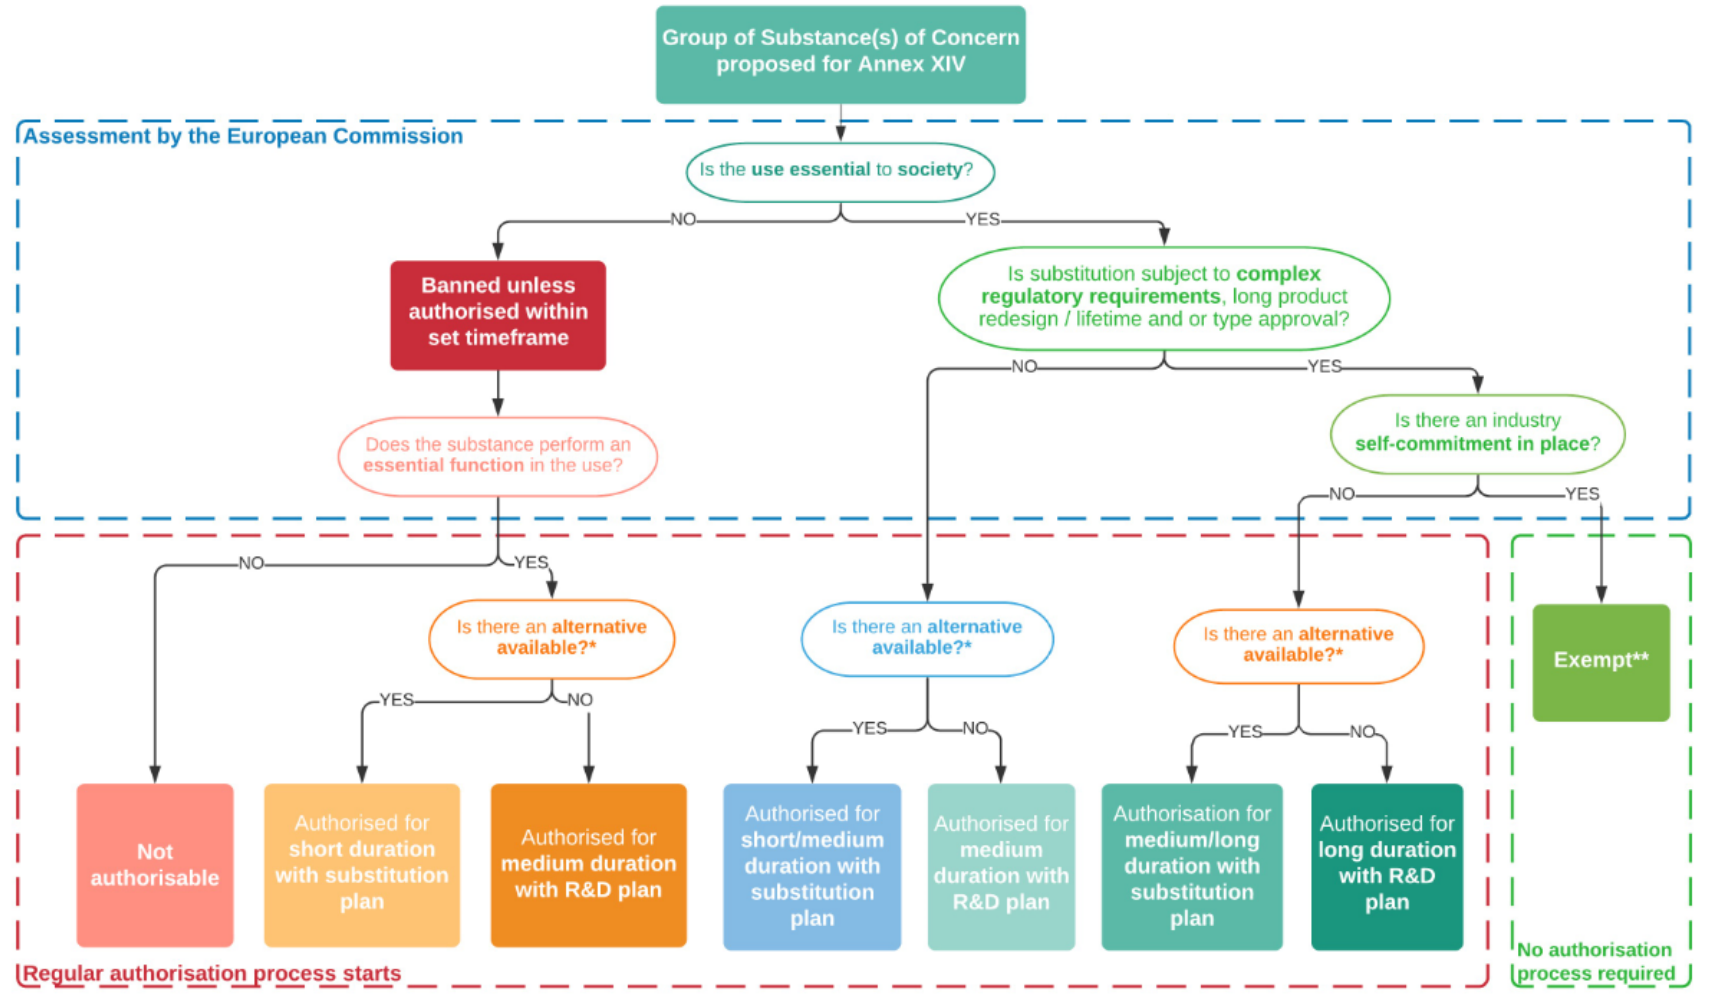 Group of Substance(s) of Concern
proposed for Annex XIV
Assessment by the European Commission
Is the use essential to society?
NO
YES
Banned unless
authorised within
set timeframe
Is substitution subject to complex
regulatory requirements, long product
redesign / lifetime and or type approval?
NO
YES
Does the substance perform an
essential function in the use?
Is there an industry
self-commitment in place?
NO
YES
NO
YES
Is there an alternative
available?*
Is there an alternative
available?*
Is there an alternative
available?*
Exempt**
YES
NO
YES
NO
YES
NO
Not
authorisable
Authorised for
short duration
with substitution
plan
Authorised for
medium duration
with R&D plan
Authorised for
short/medium
duration with
substitution
plan
Authorised for
medium
duration with
R&D plan
Authorisation for
medium/long
duration with
substitution
plan
Authorised for
long duration
with R&D
plan
Regular authorisation process starts
No authorisation
process required